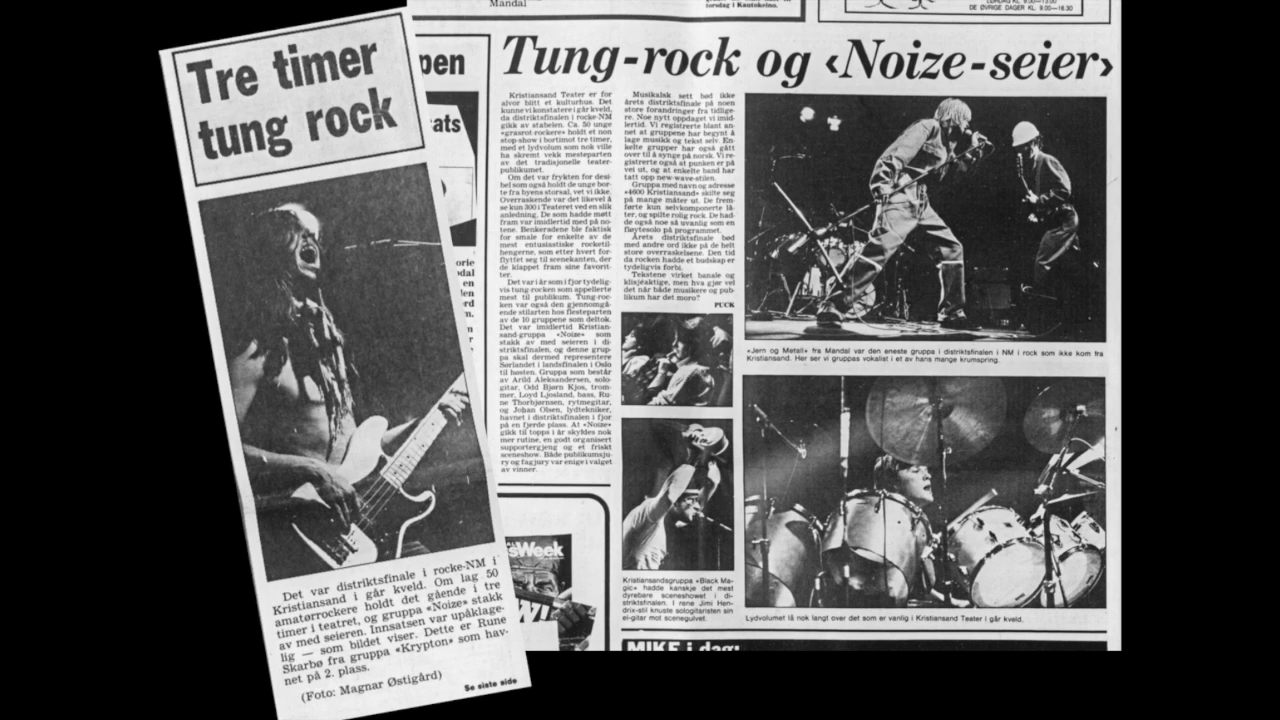 Tre timer
tung rock
Det var distriktsfinale i rocke-NM i
Kristiansand i går kveld. Om lag 50
amatørrockere holdt det gående i tre
timer i teatret, og gruppa «Noize» stakk
av med seieren. Innsatsen var upåklage-
lig — som bildet viser. Dette er Rune
Skarbø fra gruppa «Krypton» som hav-
net på 2. plass.
(Foto: Magnar Østigård)
Se siste side
Mandal
torsdag i Kautokeino.
DE ØVRIGE DAGER KL. 9.00—16.30
Tung-rock og ‹Noize-seier›
Kristiansand Teater er for
alvor blitt et kulturhus. Det
kunne vi konstatere i går kveld,
da distriktsfinalen i rocke-NM
gikk av stabelen. Ca. 50 unge
«grasrot-rockere» holdt et non
stop-show i bortimot tre timer,
med et lydvolum som nok ville
ha skremt vekk mesteparten
av det tradisjonelle teater-
publikumet.
Om det var frykten for desi-
bel som også holdt de unge bor-
te fra byens storsal, vet vi ikke.
Overraskende var det likevel å
se kun 300 i Teateret ved en slik
anledning. De som hadde møtt
fram var imidlertid med på no-
tene. Benkeradene ble faktisk
for smale for enkelte av de
mest entusiastiske rocketil-
hengerne, som etter hvert for-
flyttet seg til scenekanten, der
de klappet fram sine favorit-
ter.
Det var i år som i fjor tydelig-
vis tung-rocken som appellerte
mest til publikum. Tung-roc-
ken var også den gjennomgå-
ende stilarten hos flesteparten
av de 10 gruppene som deltok.
Det var imidlertid Kristian-
sand-gruppa «Noize» som
stakk av med seieren i di-
striktsfinalen, og denne grup-
pa skal dermed representere
Sørlandet i landsfinalen i Oslo
til høsten. Gruppa som består
av Arild Aleksandersen, solo-
gitar, Odd Bjørn Kjos, trom-
mer, Loyd Ljosland, bass, Ru-
ne Thorbjørnsen, rytmegitar,
og Johan Olsen, lydtekniker,
havnet i distriktsfinalen i fjor
på en fjerde plass. At «Noize»
gikk til topps i år skyldes nok
mer rutine, en godt organisert
supportergjeng og et friskt
sceneshow. Både publikumsju-
ry og fagjury var enige i valget
av vinner.
Musikalsk sett bød ikke
årets distriktsfinale på noen
store forandringer fra tidlige-
re. Noe nytt oppdaget vi imid-
lertid. Vi registrerte blant an-
net at gruppene har begynt å
lage musikk og tekst selv. En-
kelte grupper har også gått
over til å synge på norsk. Vi re-
gistrerte også at punken er på
vei ut, og at enkelte band har
tatt opp new-wave-stilen.
Gruppa med navn og adresse
«4600 Kristiansand» skilte seg
på mange måter ut. De frem-
førte kun selvkomponerte lå-
ter, og spilte rolig rock. De had-
de også noe så uvanlig som en
fløytesolo på programmet.
Årets distriktsfinale bød
med andre ord ikke på de helt
store overraskelsene. Den tid
da rocken hadde et budskap er
tydeligvis forbi.
Tekstene virket banale og
klisjéaktige, men hva gjør vel
det når både musikere og pub-
likum har det moro?
PUCK
«Jern og Metall» fra Mandal var den eneste gruppa i distriktsfinalen i NM i rock som ikke kom fra
Kristiansand. Her ser vi gruppas vokalist i et av hans mange krumspring.
Kristiansandsgruppa «Black Ma-
gic» hadde kanskje det mest
dyrebare sceneshowet i di-
striktsfinalen. I rene Jimi Hen-
drix-stil knuste sologitaristen sin
el-gitar mot scenegulvet.
Lydvolumet lå nok langt over det som er vanlig i Kristiansand Teater i går kveld.
MIKE i dag: